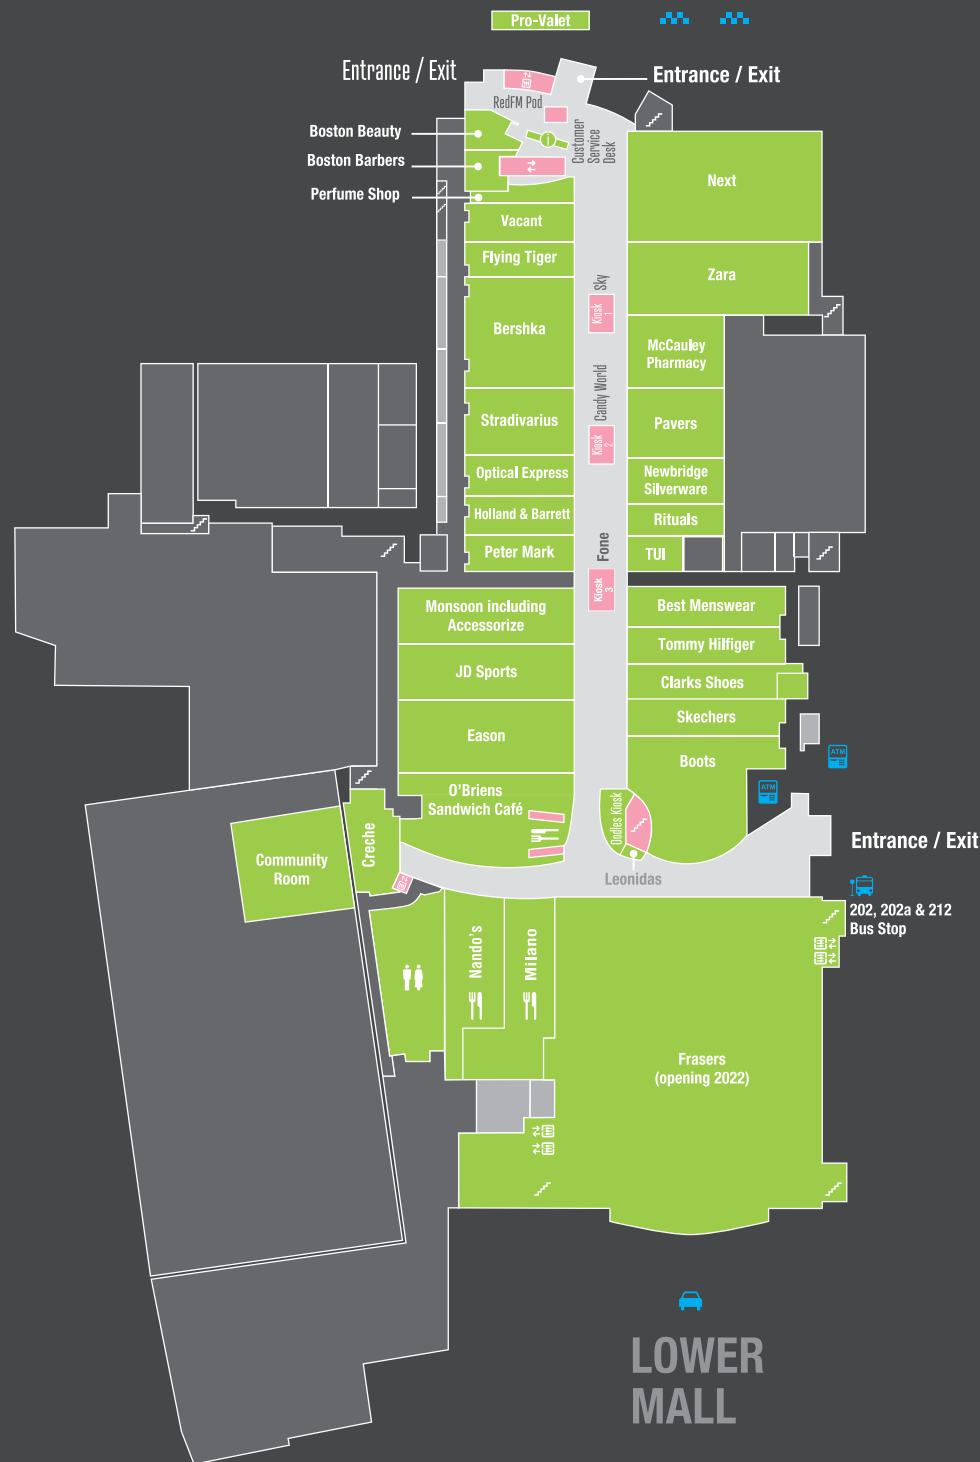 Pro-Valet
Entrance / Exit
Entrance / Exit
RedFM Pod
Customer
Service
Desk
i
Boston Beauty
Boston Barbers
Perfume Shop
Next
Vacant
Flying Tiger
Zara
Sky
Kiosk
1
Bershka
McCauley
Pharmacy
Candy World
Kiosk
2
Stradivarius
Pavers
Optical Express
Newbridge
Silverware
Holland & Barrett
Rituals
Peter Mark
Fone
TUI
Kiosk
3
Monsoon including
Accessorize
Best Menswear
Tommy Hilfiger
JD Sports
Clarks Shoes
Skechers
Eason
Boots
ATM
ATM
O'Briens
Sandwich Café
Oodles Kiosk
Creche
Community
Room
Leonidas
Entrance / Exit
202, 202a & 212
Bus Stop
Nando's
Milano
Frasers
(opening 2022)
LOWER
MALL